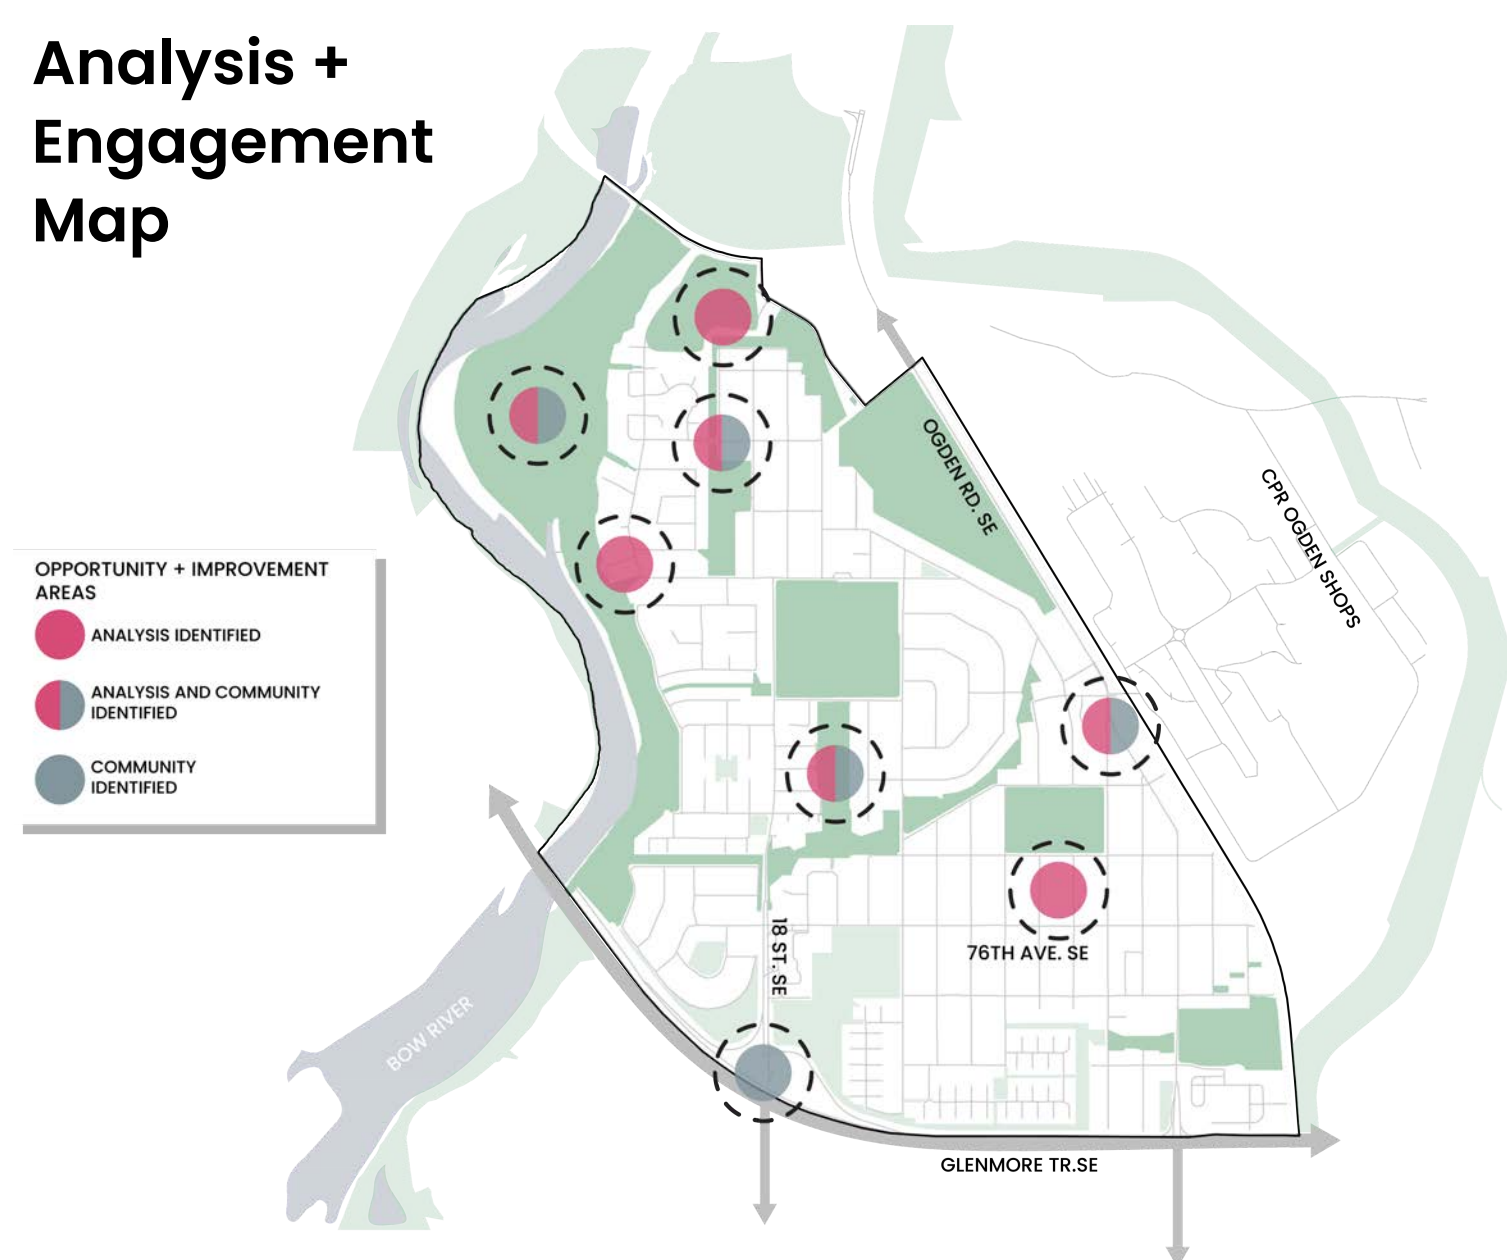 Analysis +
Engagement
Map
OGDEN RD. SE
CPR OGDEN SHOPS
OPPORTUNITY + IMPROVEMENT
AREAS
ANALYSIS IDENTIFIED
ANALYSIS AND COMMUNITY
IDENTIFIED
COMMUNITY
IDENTIFIED
18 ST. SE
76TH AVE. SE
BOW RIVER
GLENMORE TR.SE